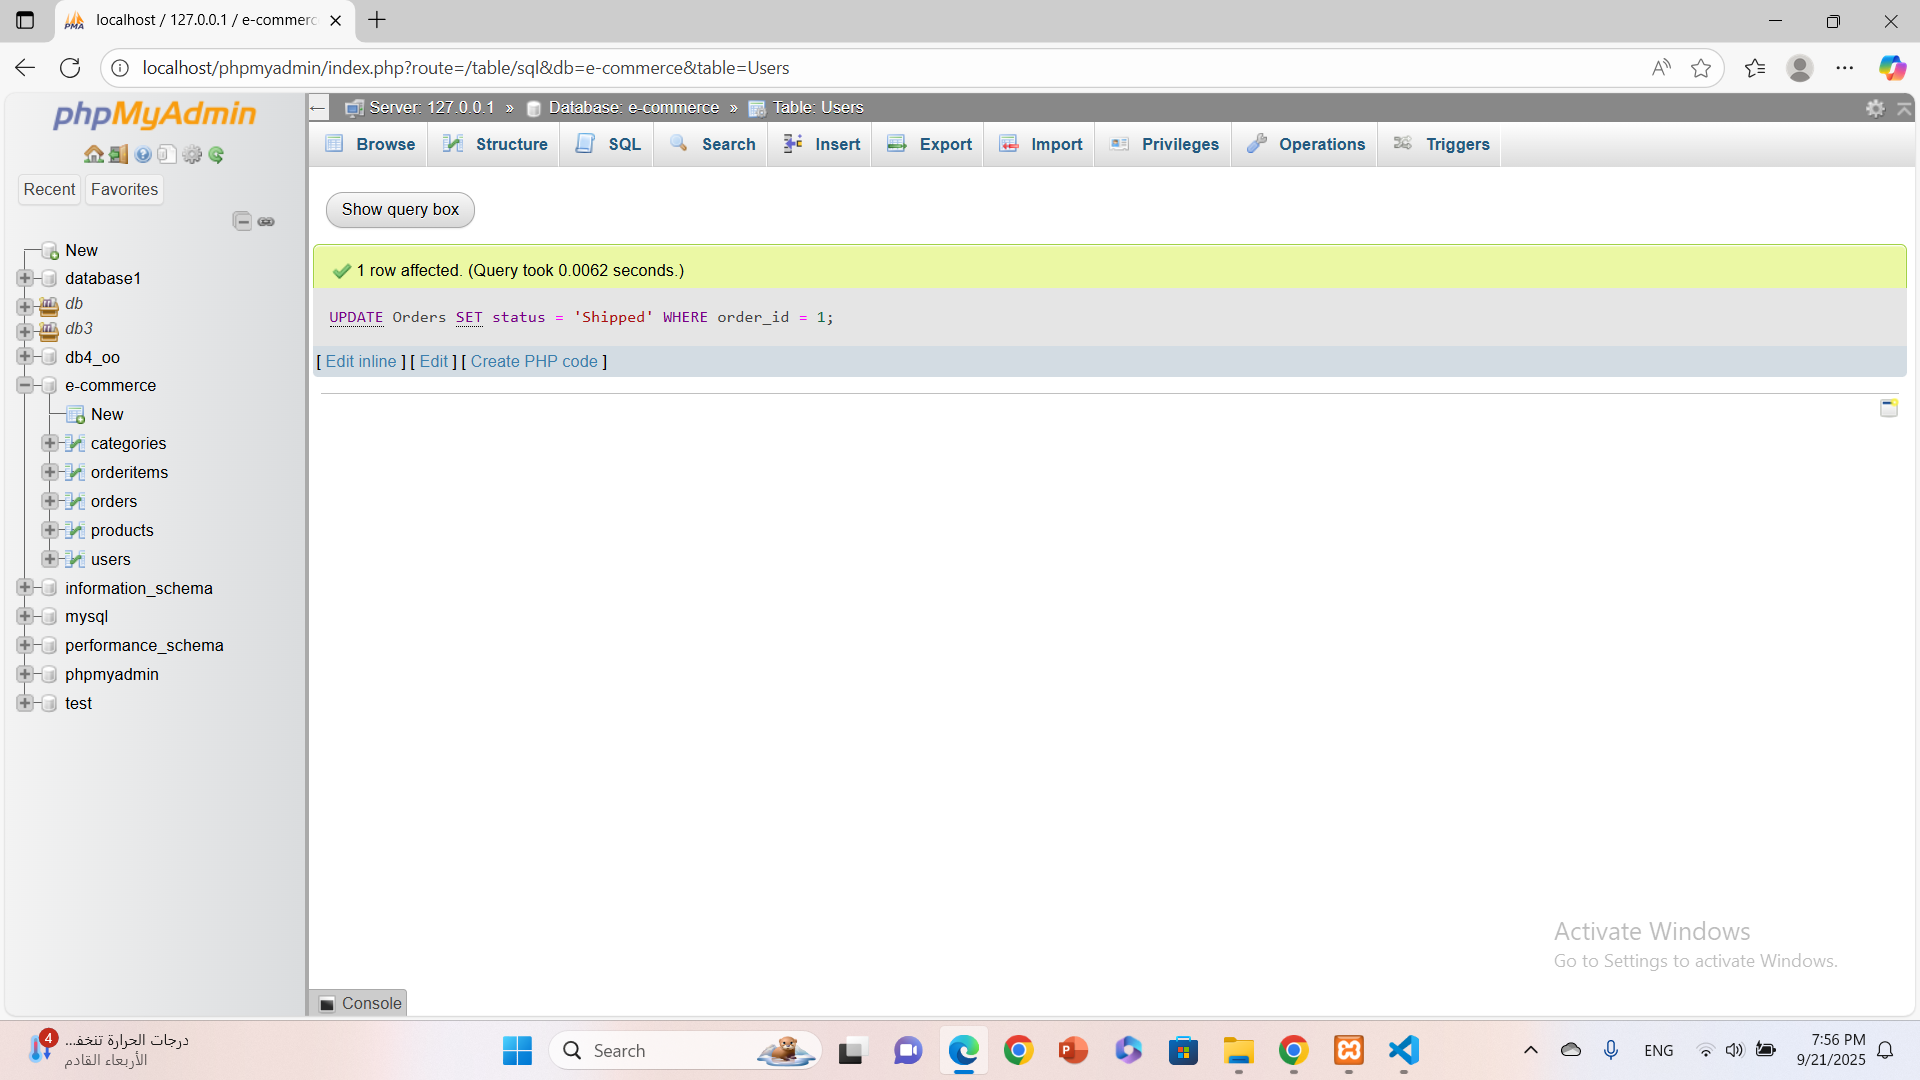 localhost / 127.0.0.1 / e-commerc
localhost/phpmyadmin/index.php?route=/table/sql&db=e-commerce&table=Users
phpMyAdmin
Recent
Favorites
New
database1
db
db3
db4_oo
e-commerce
New
categories
orderitems
orders
products
users
information_schema
mysql
performance_schema
phpmyadmin
test
Server: 127.0.0.1 » Database: e-commerce » Table: Users
Browse Structure SQL Search Insert Export Import Privileges Operations Triggers
Show query box
1 row affected. (Query took 0.0062 seconds.)
UPDATE Orders SET status = 'Shipped' WHERE order_id = 1;
[ Edit inline ] [ Edit ] [ Create PHP code ]
Activate Windows
Go to Settings to activate Windows.
Console
4
درجات الحرارة تنخف...
الأربعاء القادم
Search
ENG
7:56 PM
9/21/2025